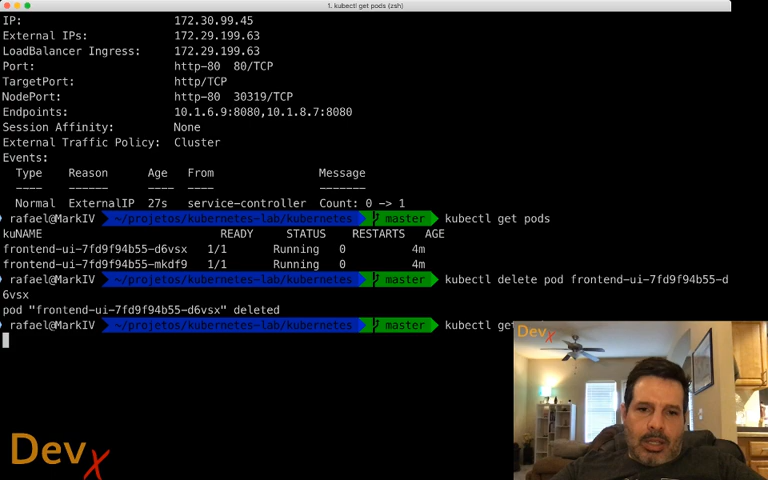 1. kubectl get pods (zsh)
IP: 172.30.99.45
External IPs: 172.29.199.63
LoadBalancer Ingress: 172.29.199.63
Port: http-80 80/TCP
TargetPort: http/TCP
NodePort: http-80 30319/TCP
Endpoints: 10.1.6.9:8080,10.1.8.7:8080
Session Affinity: None
External Traffic Policy: Cluster
Events:
Type Reason Age From Message
---- ------ ---- ---- -------
Normal ExternalIP 27s service-controller Count: 0 -> 1
rafael@MarkIV ~/projetos/kubernetes-lab/kubernetes master kubectl get pods
kuNAME READY STATUS RESTARTS AGE
frontend-ui-7fd9f94b55-d6vsx 1/1 Running 0 4m
frontend-ui-7fd9f94b55-mkdf9 1/1 Running 0 4m
rafael@MarkIV ~/projetos/kubernetes-lab/kubernetes master kubectl delete pod frontend-ui-7fd9f94b55-d
6vsx
pod "frontend-ui-7fd9f94b55-d6vsx" deleted
rafael@MarkIV ~/projetos/kubernetes-lab/kubernetes master kubectl get
Devx
Devx